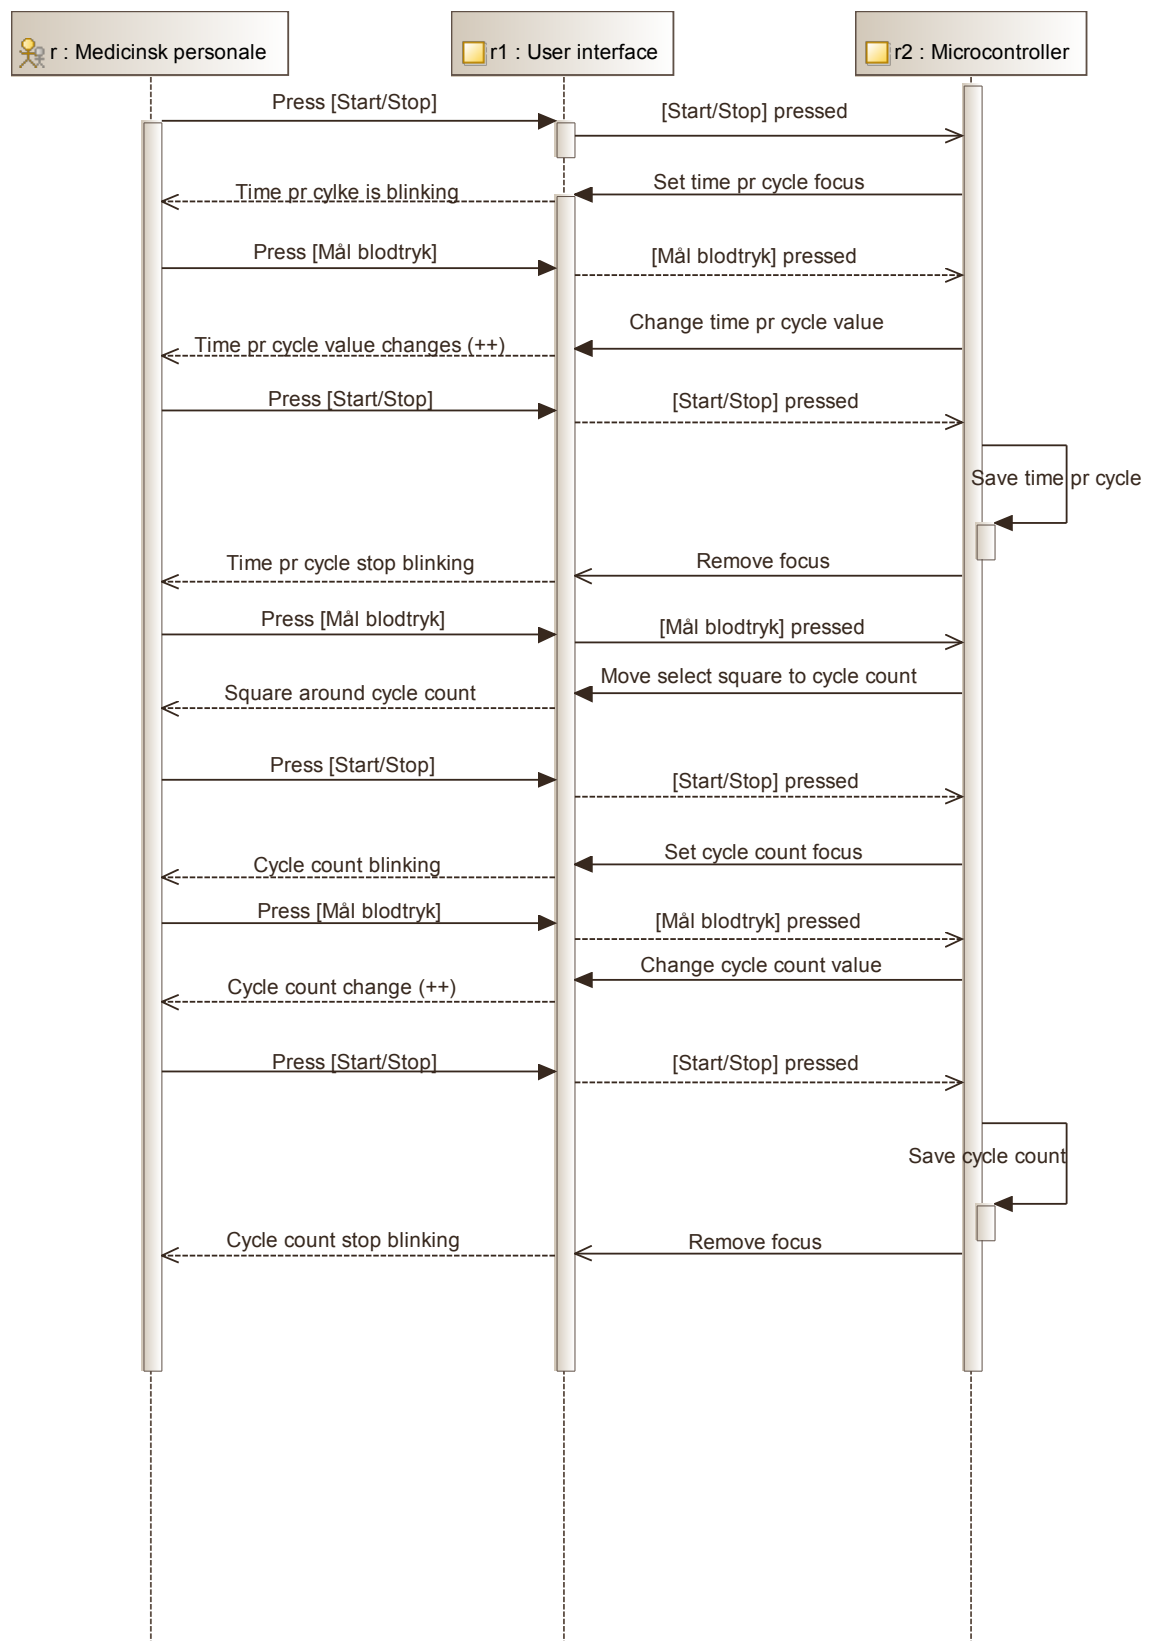 r : Medicinsk personale
r1 : User interface
r2 : Microcontroller
Press [Start/Stop]
[Start/Stop] pressed
Set time pr cycle focus
Time pr cylke is blinking
Press [Mål blodtryk]
[Mål blodtryk] pressed
Change time pr cycle value
Time pr cycle value changes (++)
Press [Start/Stop]
[Start/Stop] pressed
Save time pr cycle
Remove focus
Time pr cycle stop blinking
Press [Mål blodtryk]
[Mål blodtryk] pressed
Move select square to cycle count
Square around cycle count
Press [Start/Stop]
[Start/Stop] pressed
Set cycle count focus
Cycle count blinking
Press [Mål blodtryk]
[Mål blodtryk] pressed
Change cycle count value
Cycle count change (++)
Press [Start/Stop]
[Start/Stop] pressed
Save cycle count
Cycle count stop blinking
Remove focus